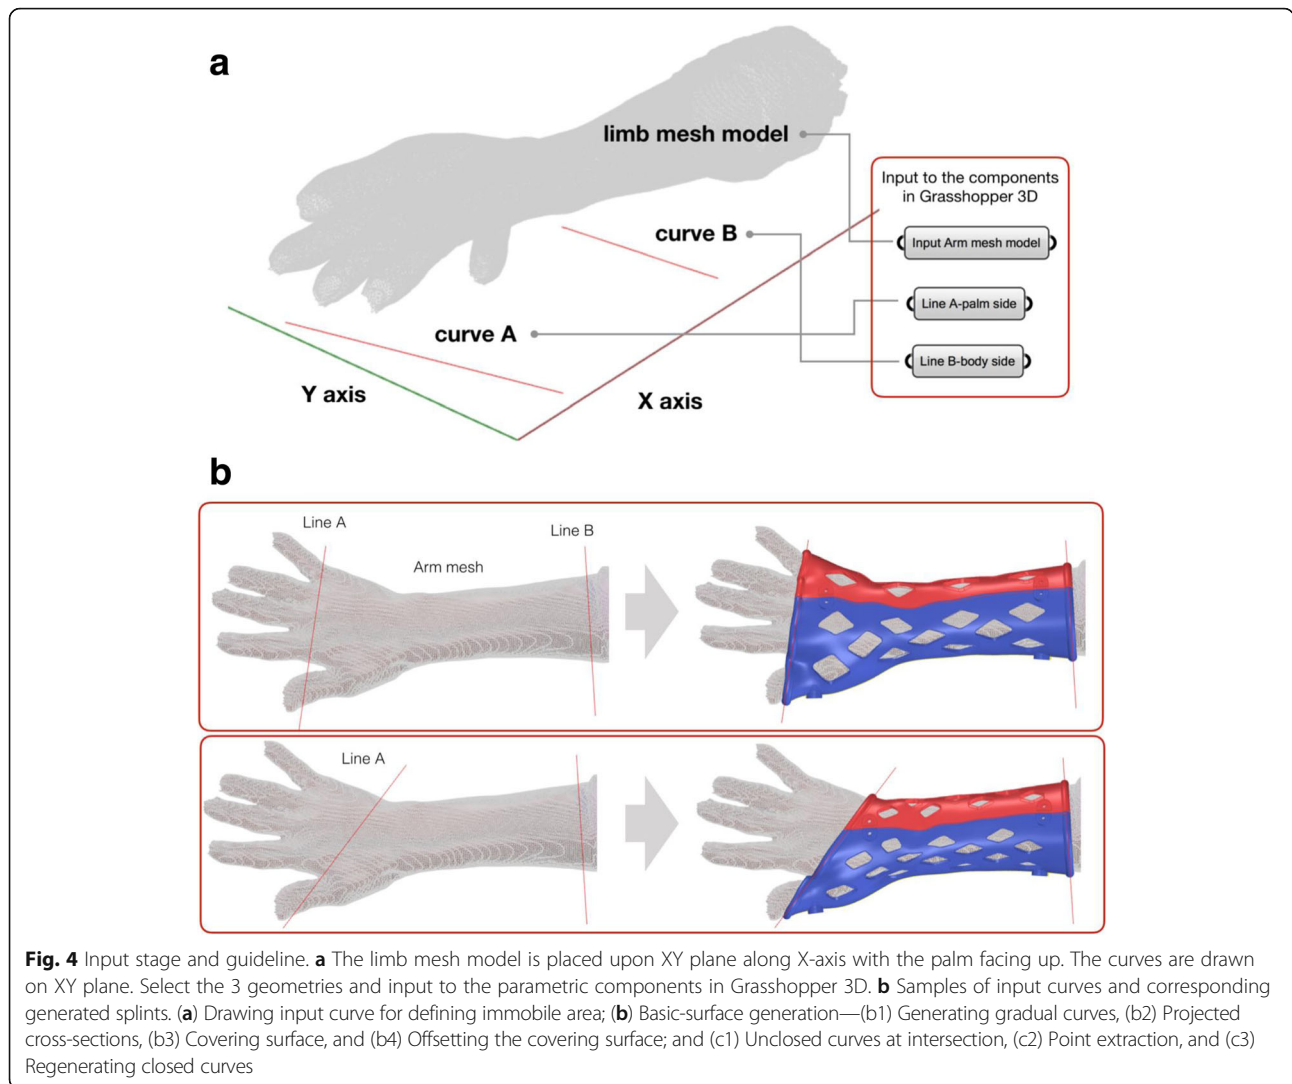 a
limb mesh model
Input to the components
in Grasshopper 3D
curve B
Input Arm mesh model
Line A-palm side
curve A
Line B-body side
Y axis
X axis
b
Line A
Line B
Arm mesh
Line A
Fig. 4 Input stage and guideline. a The limb mesh model is placed upon XY plane along X-axis with the palm facing up. The curves are drawn
on XY plane. Select the 3 geometries and input to the parametric components in Grasshopper 3D. b Samples of input curves and corresponding
generated splints. (a) Drawing input curve for defining immobile area; (b) Basic-surface generation—(b1) Generating gradual curves, (b2) Projected
cross-sections, (b3) Covering surface, and (b4) Offsetting the covering surface; and (c1) Unclosed curves at intersection, (c2) Point extraction, and (c3)
Regenerating closed curves